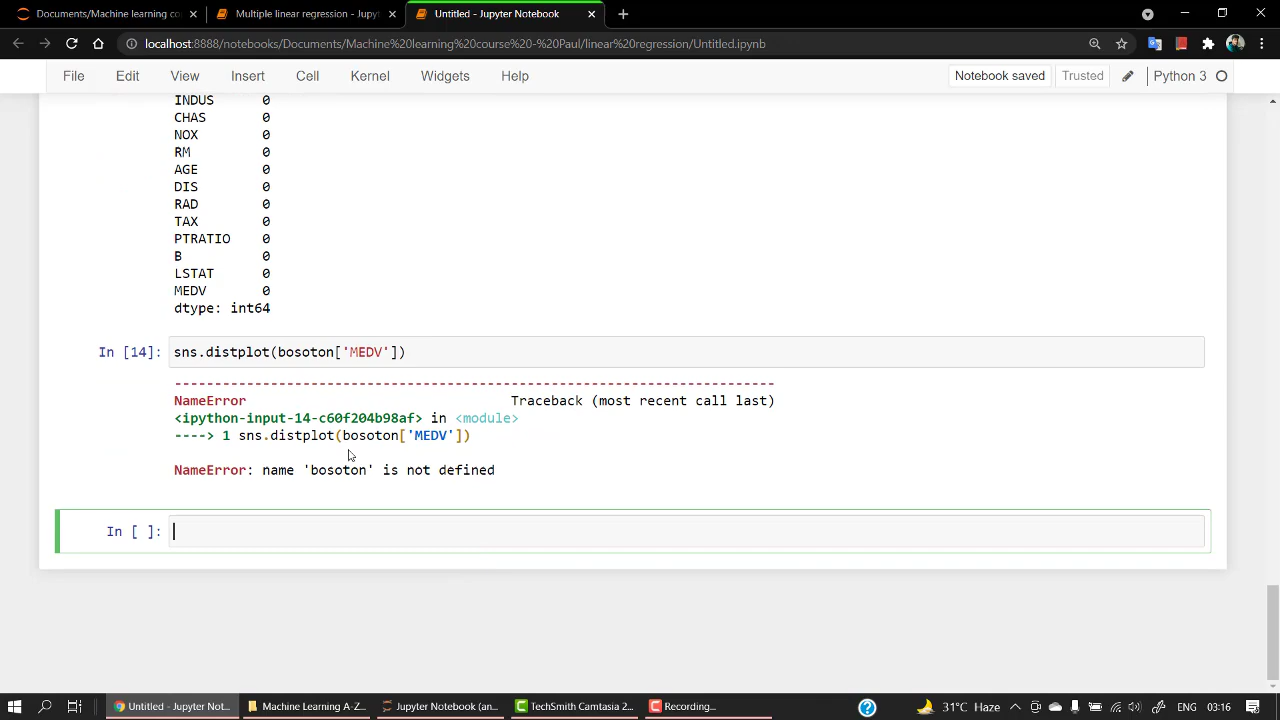 Documents/Machine learning co
Multiple linear regression - Jupyt
Untitled - Jupyter Notebook
localhost:8888/notebooks/Documents/Machine%20learning%20course%20-%20Paul/linear%20regression/Untitled.ipynb
File Edit View Insert Cell Kernel Widgets Help
Notebook saved Trusted Python 3
INDUS 0
CHAS 0
NOX 0
RM 0
AGE 0
DIS 0
RAD 0
TAX 0
PTRATIO 0
B 0
LSTAT 0
MEDV 0
dtype: int64
In [14]: sns.distplot(bosoton['MEDV'])
---------------------------------------------------------------------------
NameError Traceback (most recent call last)
<ipython-input-14-c60f204b98af> in <module>
----> 1 sns.distplot(bosoton['MEDV'])
NameError: name 'bosoton' is not defined
In [ ]:
Untitled - Jupyter Not...
Machine Learning A-Z...
Jupyter Notebook (an...
TechSmith Camtasia 2...
Recording...
31°C Haze
ENG 03:16